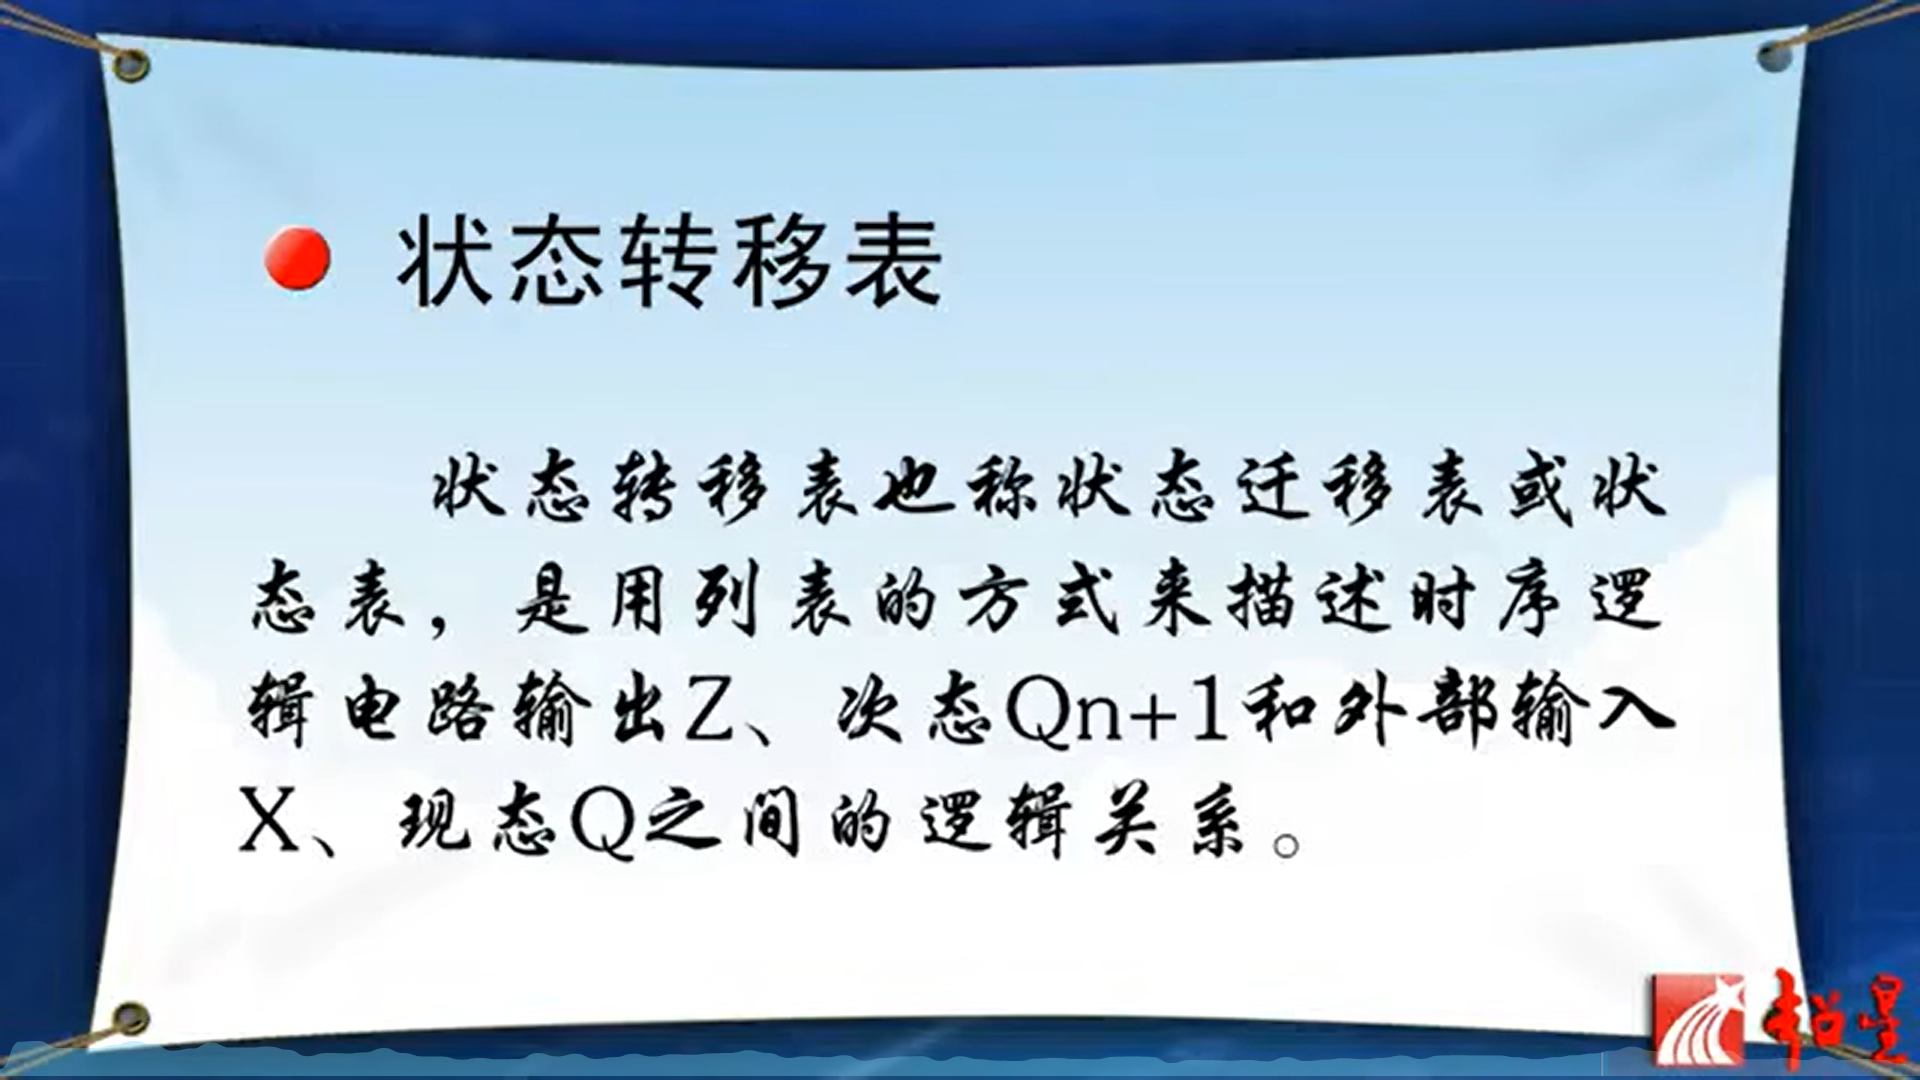 状态转移表
状态转移表也称状态迁移表或状
态表，是用列表的方式来描述时序逻
辑电路输出Z、次态Qn+1和外部输入
X、现态Q之间的逻辑关系。
超星